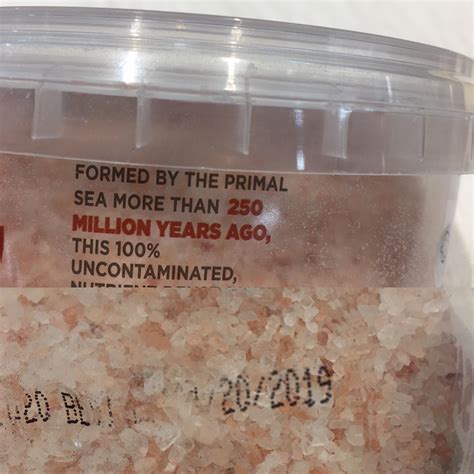 FORMED BY THE PRIMAL
SEA MORE THAN 250
MILLION YEARS AGO,
THIS 100%
UNCONTAMINATED,
/20/2019